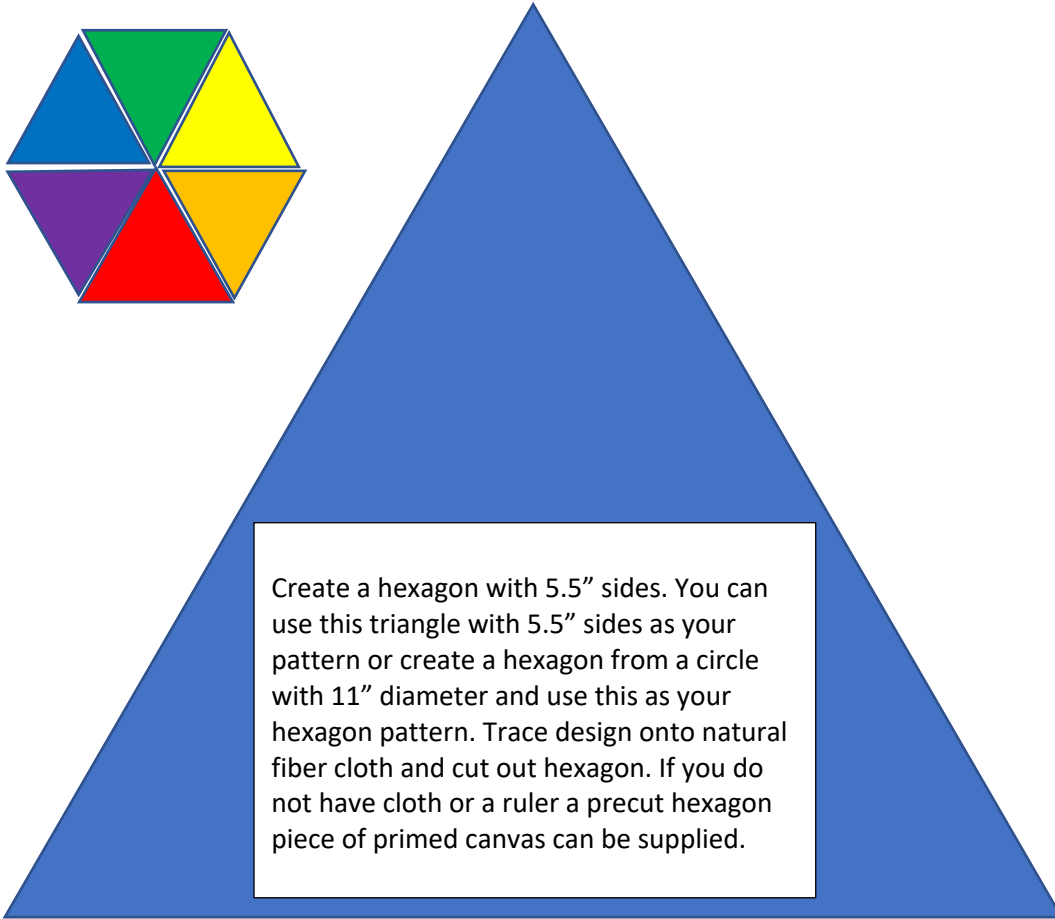 Create a hexagon with 5.5” sides. You can
use this triangle with 5.5” sides as your
pattern or create a hexagon from a circle
with 11” diameter and use this as your
hexagon pattern. Trace design onto natural
fiber cloth and cut out hexagon. If you do
not have cloth or a ruler a precut hexagon
piece of primed canvas can be supplied.